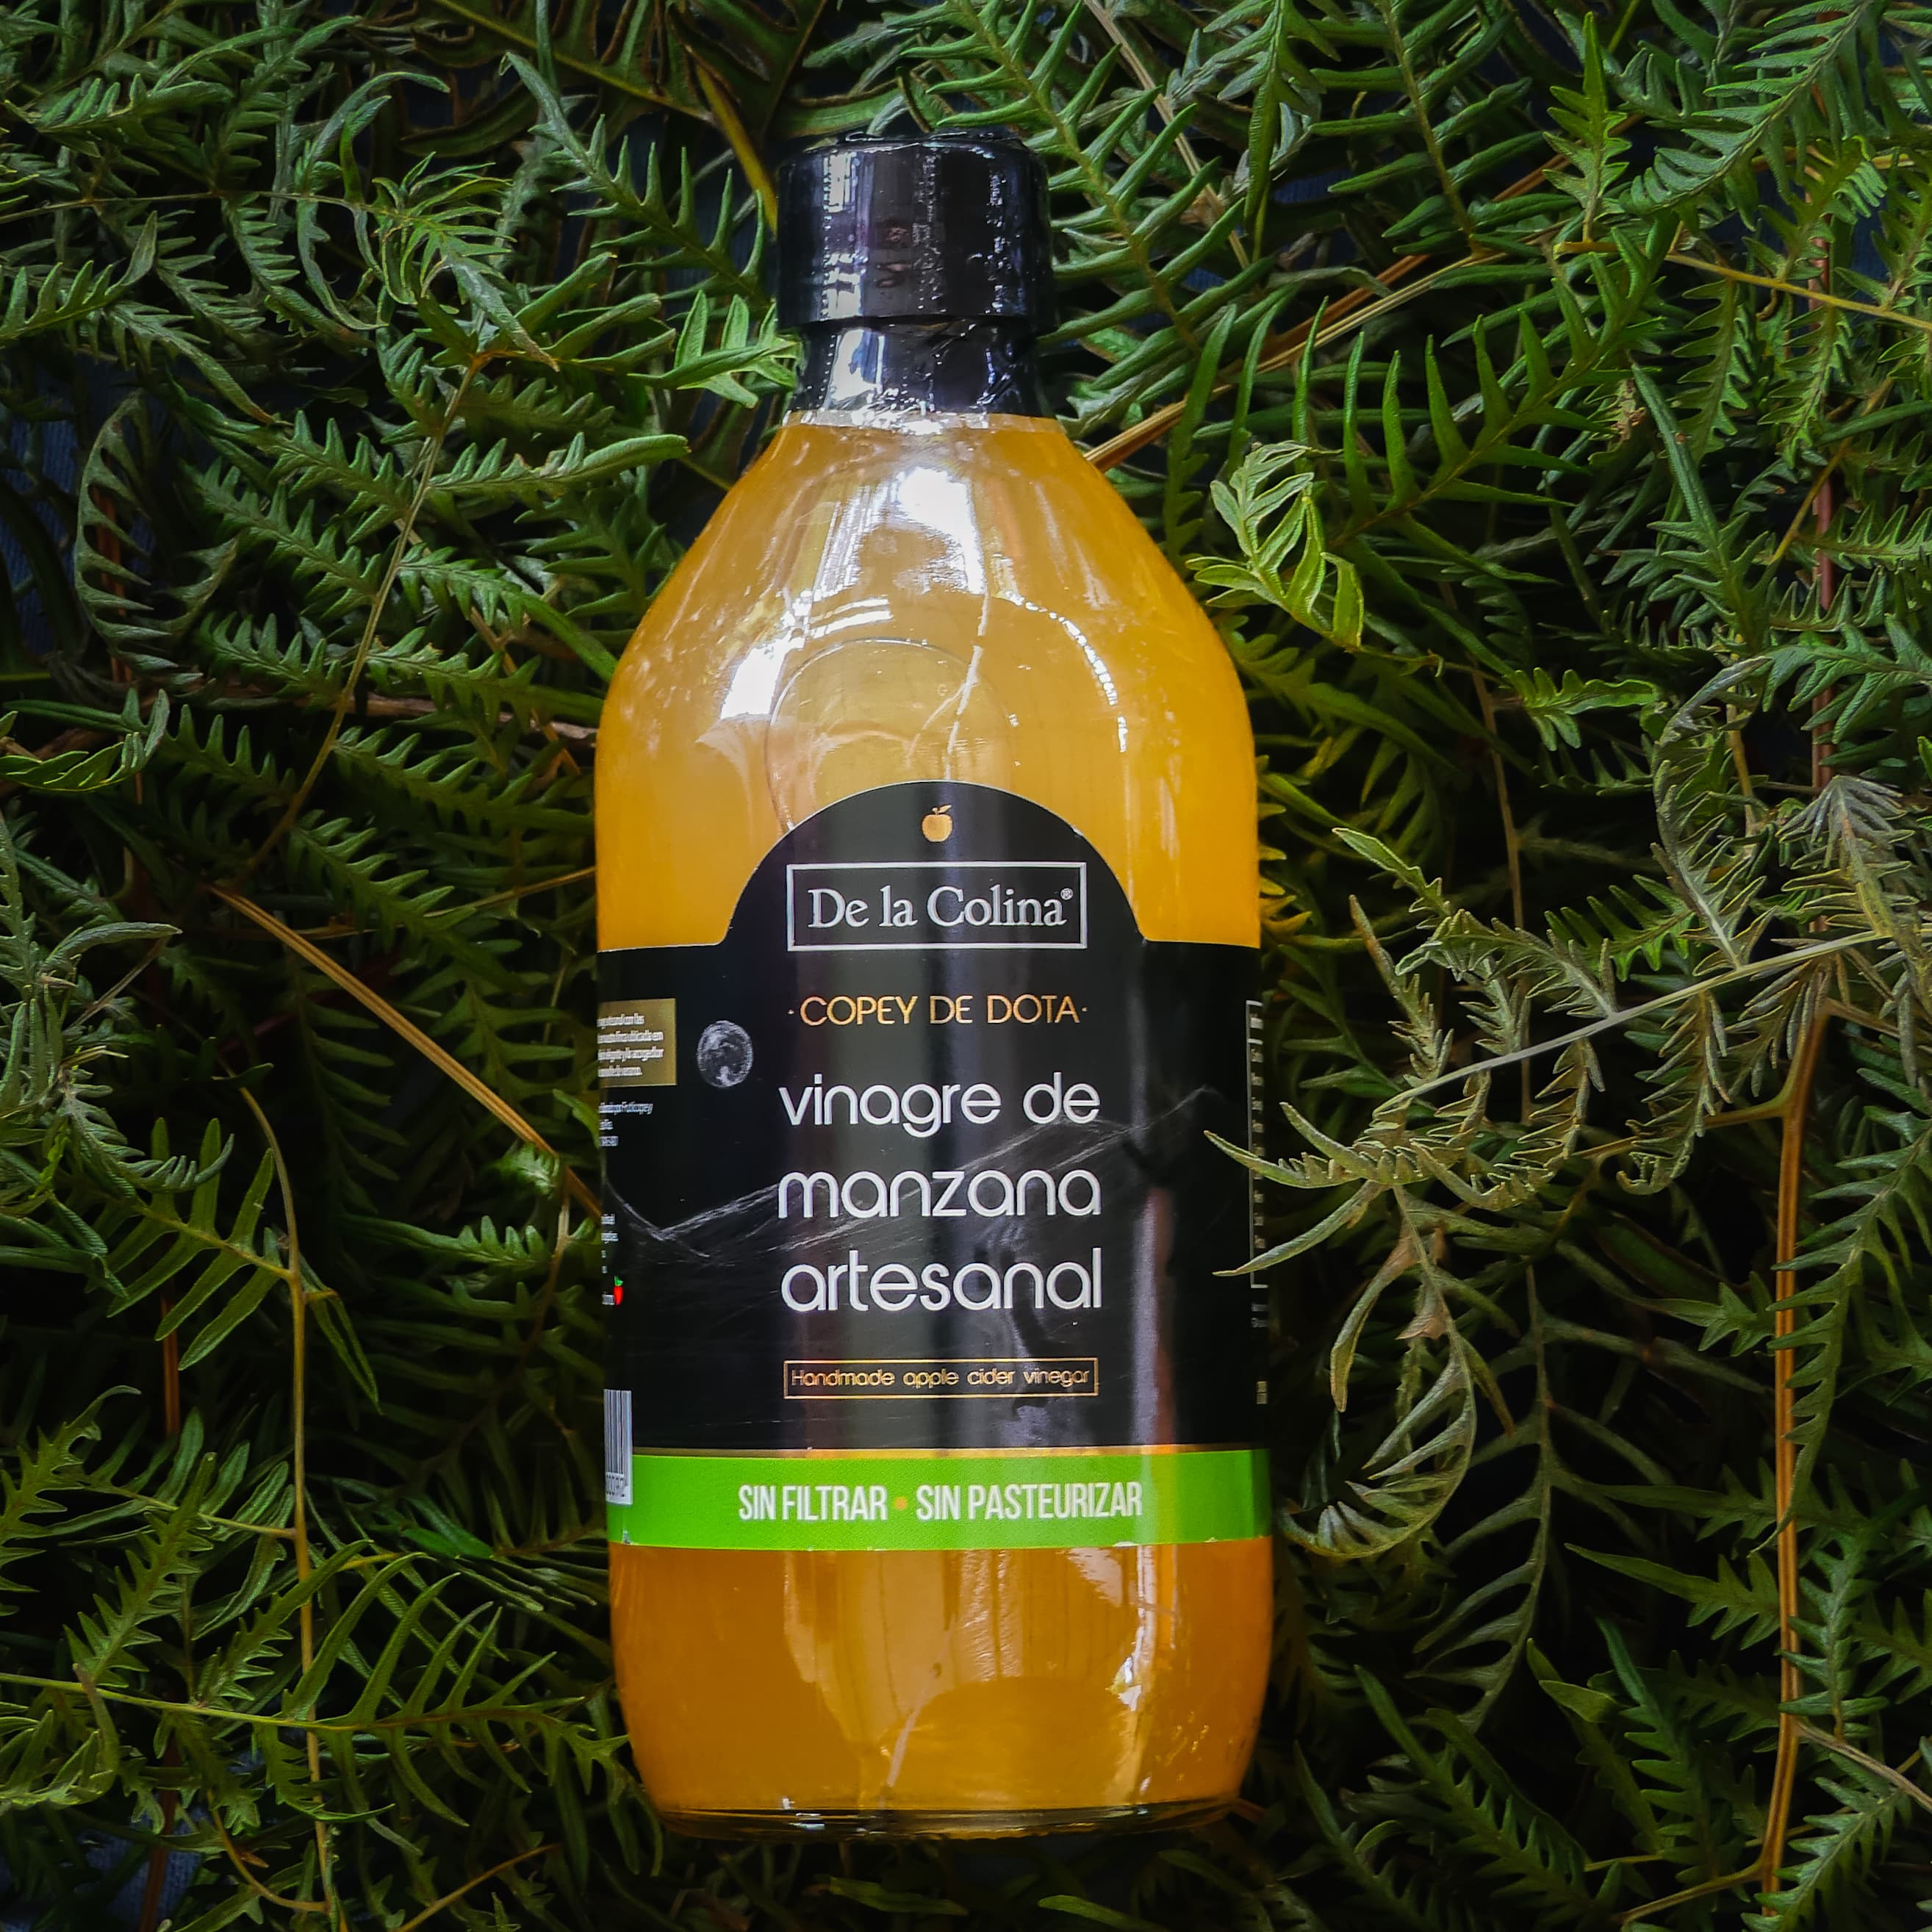 De la Colina®
·COPEY DE DOTA·
vinagre de
manzana
artesanal
Handmade apple cider vinegar
SIN FILTRAR • SIN PASTEURIZAR